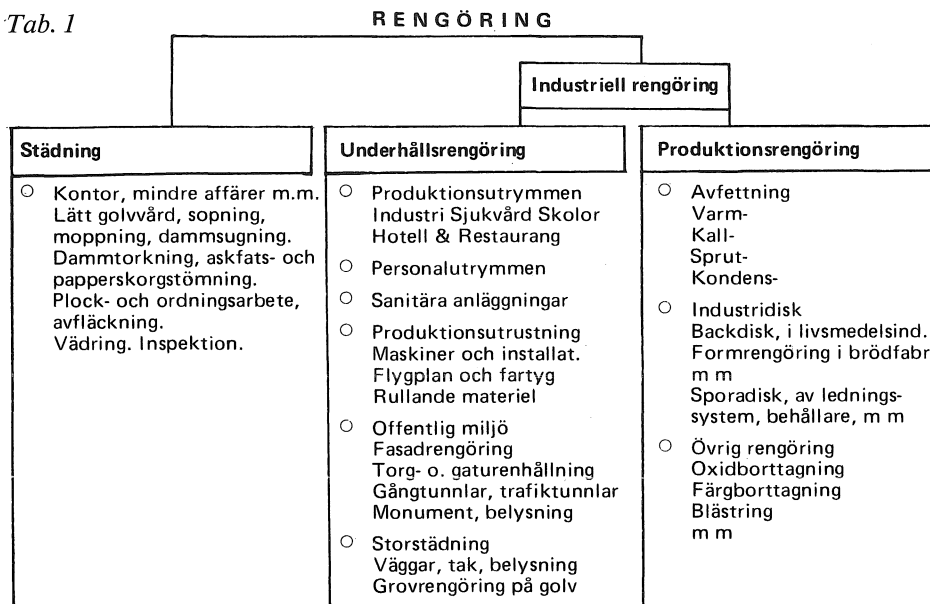 Tab. 1
RENGÖRING
Industriell rengöring
Städning
○ Kontor, mindre affärer m.m.
Lätt golvvård, sopning,
moppning, dammsugning.
Dammtorkning, askfats- och
papperskorgstömning.
Plock- och ordningsarbete,
avfläckning.
Vädring. Inspektion.
Underhållsrengöring
○ Produktionsutrymmen
Industri Sjukvård Skolor
Hotell & Restaurang
○ Personalutrymmen
○ Sanitära anläggningar
○ Produktionsutrustning
Maskiner och installat.
Flygplan och fartyg
Rullande materiel
○ Offentlig miljö
Fasadrengöring
Torg- o. gaturenhållning
Gångtunnlar, trafiktunnlar
Monument, belysning
○ Storstädning
Väggar, tak, belysning
Grovrengöring på golv
Produktionsrengöring
○ Avfettning
Varm-
Kall-
Sprut-
Kondens-
○ Industridisk
Backdisk, i livsmedelsind.
Formrengöring i brödfabr
m m
Sporadisk, av lednings-
system, behållare, m m
○ Övrig rengöring
Oxidborttagning
Färgborttagning
Blästring
m m